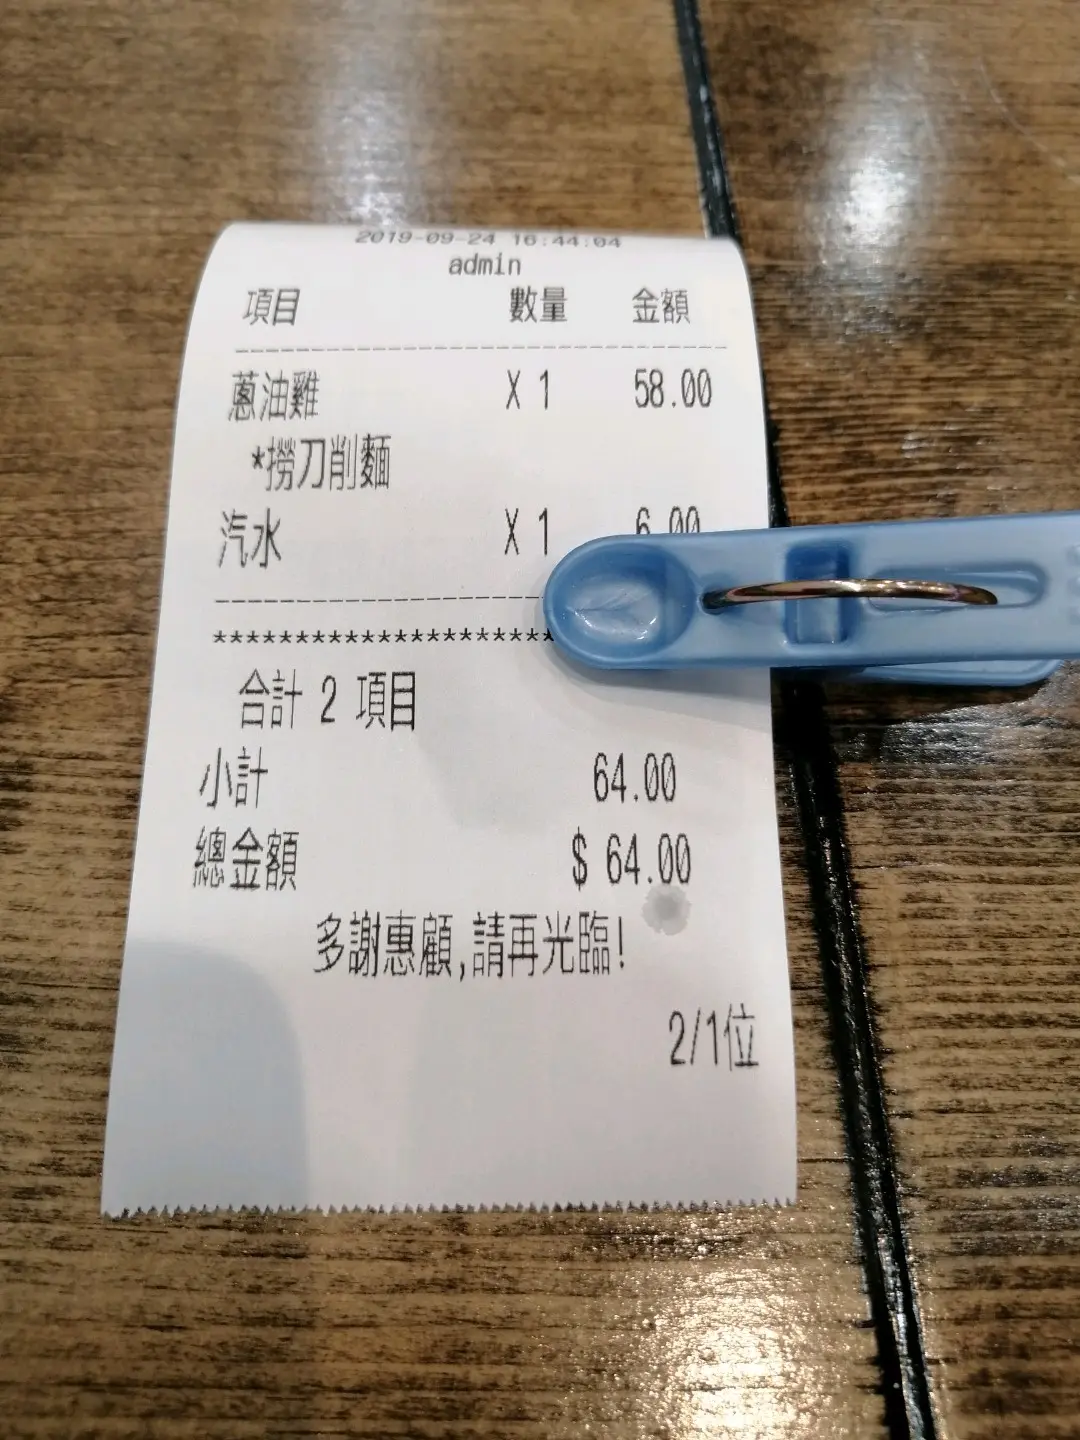 2019-09-24 16:44:04
admin
項目 數量 金額
蔥油雞 X 1 58.00
*撈刀削麵
汽水 X 1 6.00
*********************
合計 2 項目
小計 64.00
總金額 $ 64.00
多謝惠顧,請再光臨!
2/1位